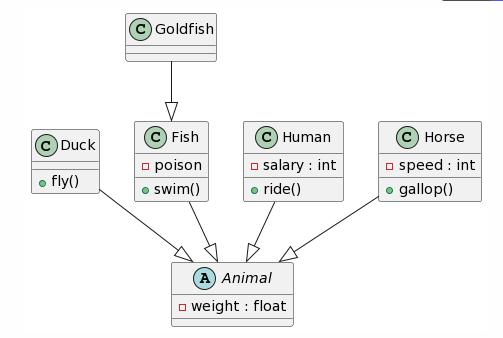 C Goldfish
C Duck
+ fly()
C Fish
- poison
+ swim()
C Human
- salary : int
+ ride()
C Horse
- speed : int
+ gallop()
A Animal
- weight : float